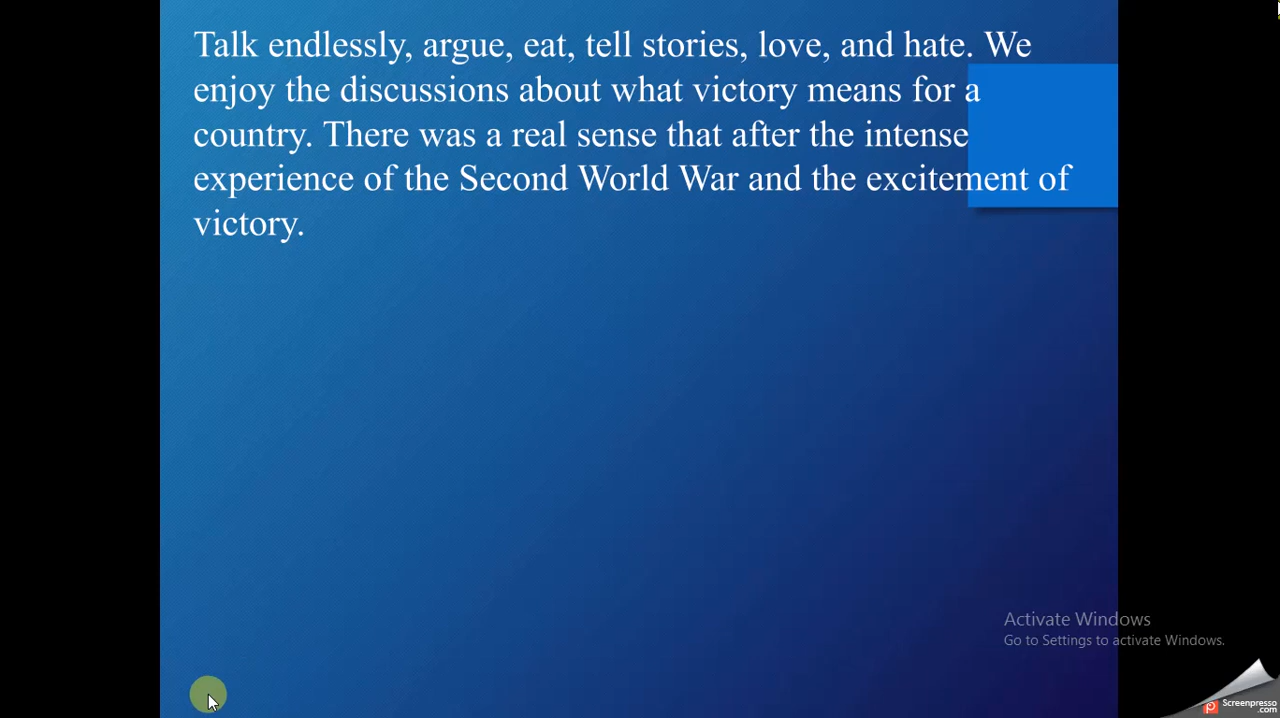 Talk endlessly, argue, eat, tell stories, love, and hate. We
enjoy the discussions about what victory means for a
country. There was a real sense that after the intense
experience of the Second World War and the excitement of
victory.
Activate Windows
Go to Settings to activate Windows.
Screenpresso
.com